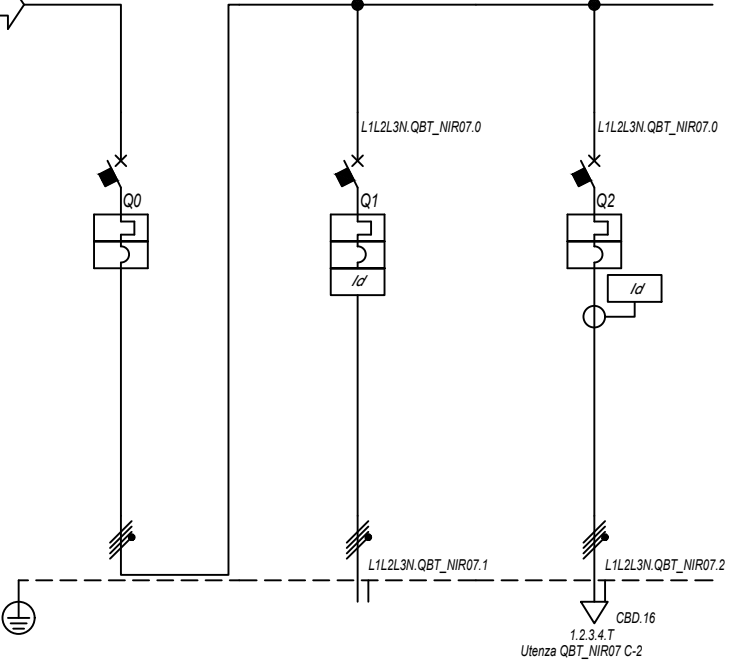 L1L2L3N.QBT_NIR07.0
L1L2L3N.QBT_NIR07.0
Q0
Q1
Q2
Id
Id
L1L2L3N.QBT_NIR07.1
L1L2L3N.QBT_NIR07.2
CBD.16
1.2.3.4.T
Utenza QBT_NIR07 C-2